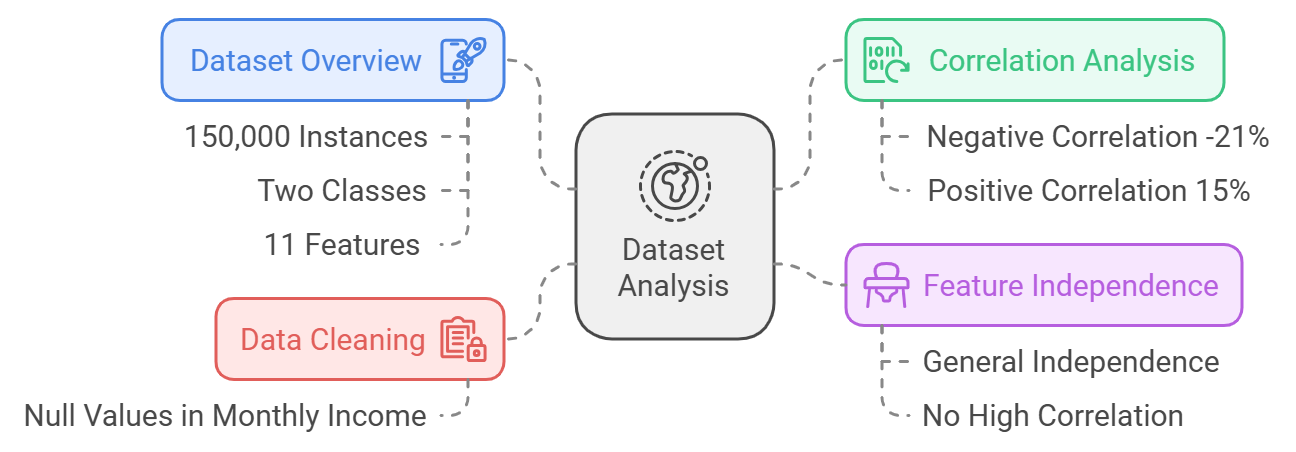 Dataset Overview
150,000 Instances
Two Classes
11 Features
Data Cleaning
Null Values in Monthly Income
Dataset
Analysis
Correlation Analysis
Negative Correlation -21%
Positive Correlation 15%
Feature Independence
General Independence
No High Correlation